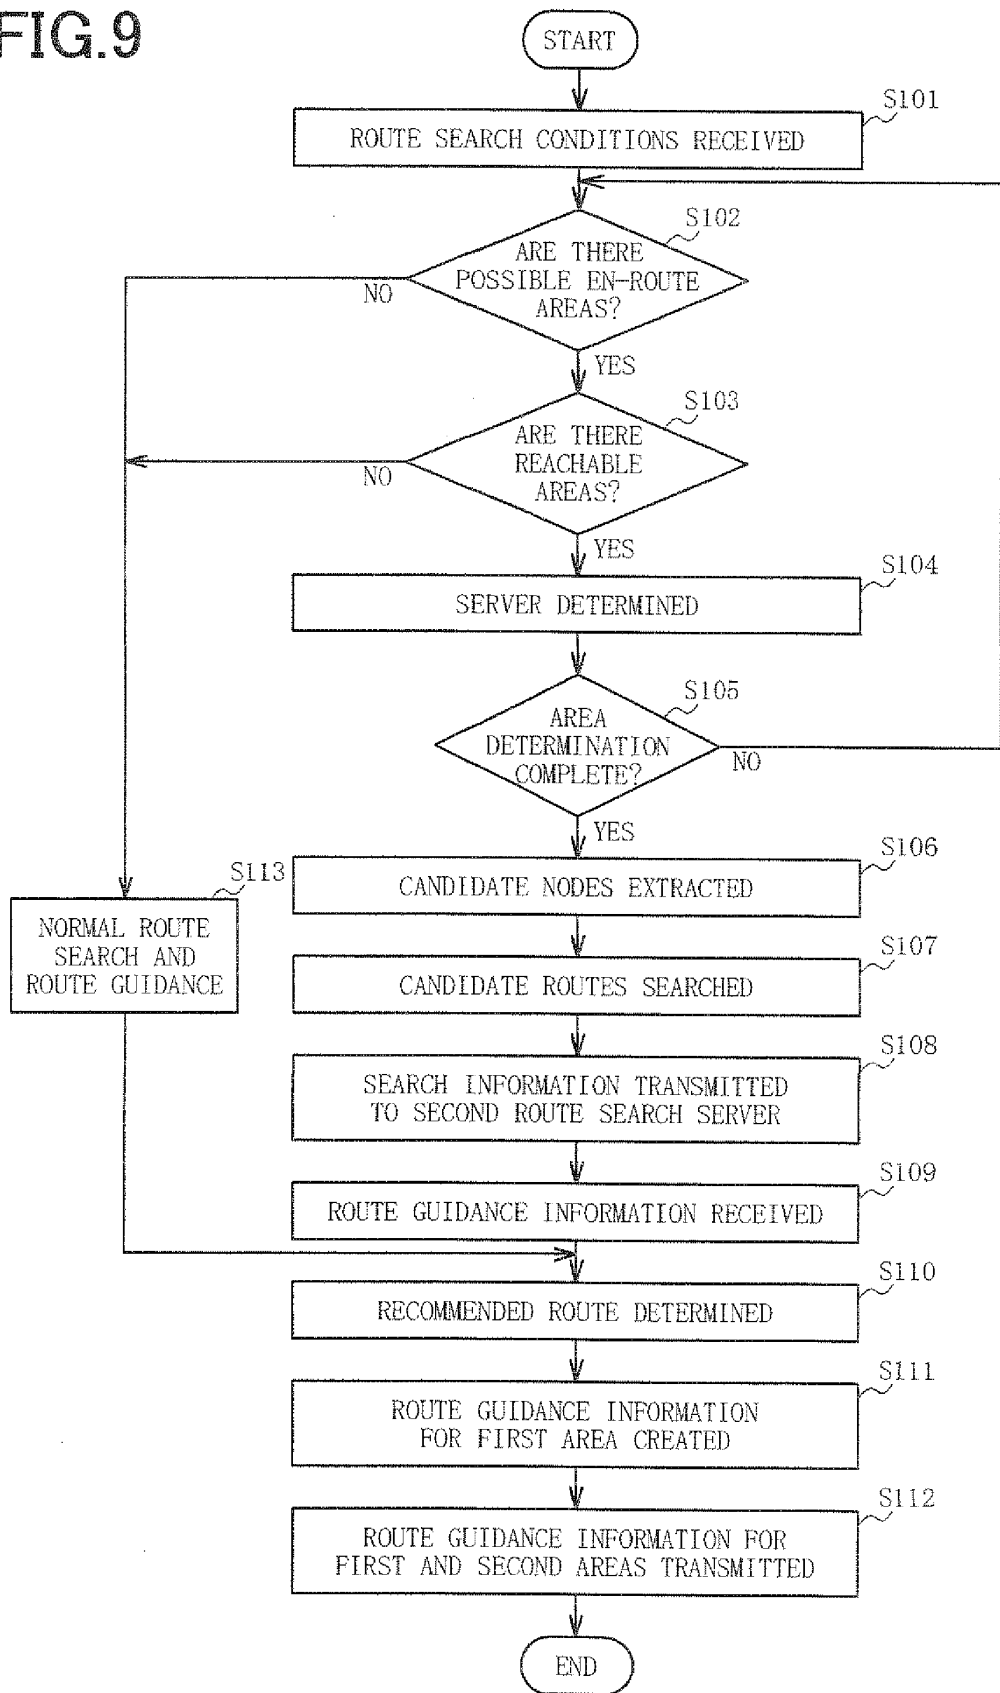 FIG.9
START
S101
ROUTE SEARCH CONDITIONS RECEIVED
S102
ARE THERE
POSSIBLE EN-ROUTE
AREAS?
NO
YES
S103
ARE THERE
REACHABLE
AREAS?
NO
YES
S104
SERVER DETERMINED
S105
AREA
DETERMINATION
COMPLETE?
NO
YES
S106
CANDIDATE NODES EXTRACTED
S113
NORMAL ROUTE
SEARCH AND
ROUTE GUIDANCE
S107
CANDIDATE ROUTES SEARCHED
S108
SEARCH INFORMATION TRANSMITTED
TO SECOND ROUTE SEARCH SERVER
S109
ROUTE GUIDANCE INFORMATION RECEIVED
S110
RECOMMENDED ROUTE DETERMINED
S111
ROUTE GUIDANCE INFORMATION
FOR FIRST AREA CREATED
S112
ROUTE GUIDANCE INFORMATION FOR
FIRST AND SECOND AREAS TRANSMITTED
END